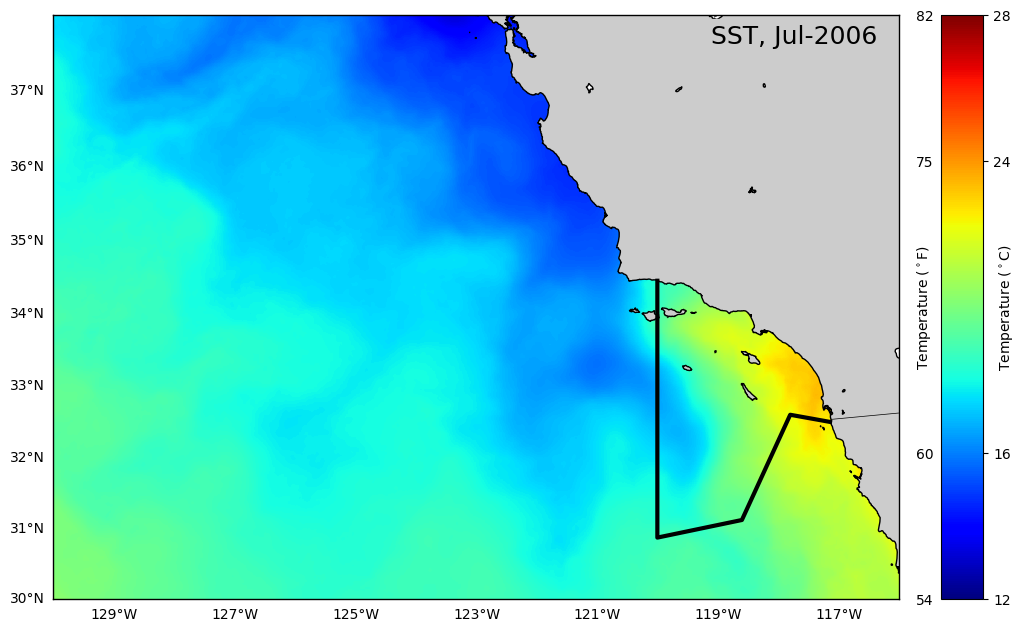 SST, Jul-2006
37°N
36°N
35°N
34°N
33°N
32°N
31°N
30°N
129°W
127°W
125°W
123°W
121°W
119°W
117°W
82
75
60
54
Temperature (°F)
28
24
16
12
Temperature (°C)